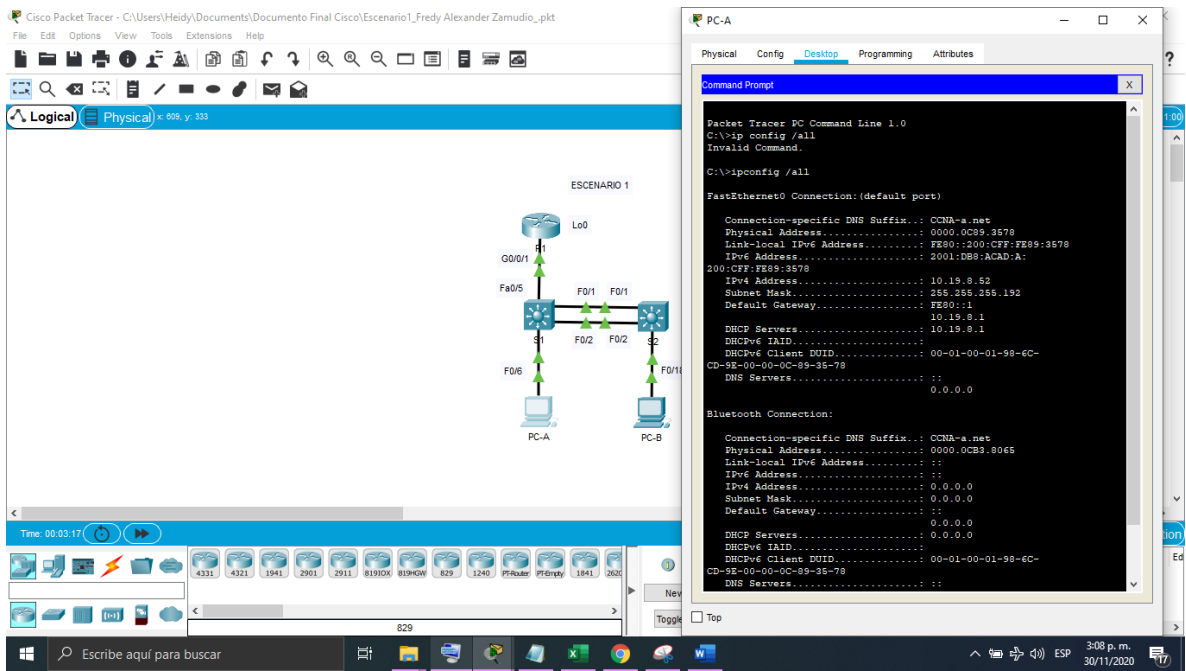 Cisco Packet Tracer - C:\Users\Heidy\Documents\Documento Final Cisco\Escenario1_Fredy Alexander Zamudio_.pkt
File Edit Options View Tools Extensions Help
Logical Physical x: 609, y: 333
ESCENARIO 1
Lo0
R1
G0/0/1
Fa0/5
F0/1 F0/1
S1
F0/2 F0/2
S2
F0/6
F0/18
PC-A
PC-B
Time: 00:03:17
4331 4321 1941 2901 2911 819IOX 819HGW 829 1240 PT-Router PT-Empty 1841 2620
829
New
Toggle
PC-A
Physical Config Desktop Programming Attributes
Command Prompt X
Packet Tracer PC Command Line 1.0
C:\>ip config /all
Invalid Command.
C:\>ipconfig /all
FastEthernet0 Connection:(default port)
Connection-specific DNS Suffix..: CCNA-a.net
Physical Address................: 0000.0C89.3578
Link-local IPv6 Address.........: FE80::200:CFF:FE89:3578
IPv6 Address....................: 2001:DB8:ACAD:A:
200:CFF:FE89:3578
IPv4 Address....................: 10.19.8.52
Subnet Mask.....................: 255.255.255.192
Default Gateway.................: FE80::1
10.19.8.1
DHCP Servers....................: 10.19.8.1
DHCPv6 IAID.....................:
DHCPv6 Client DUID..............: 00-01-00-01-98-6C-
CD-9E-00-00-0C-89-35-78
DNS Servers.....................: ::
0.0.0.0
Bluetooth Connection:
Connection-specific DNS Suffix..: CCNA-a.net
Physical Address................: 0000.0CB3.8065
Link-local IPv6 Address.........: ::
IPv6 Address....................: ::
IPv4 Address....................: 0.0.0.0
Subnet Mask.....................: 0.0.0.0
Default Gateway.................: ::
0.0.0.0
DHCP Servers....................: 0.0.0.0
DHCPv6 IAID.....................:
DHCPv6 Client DUID..............: 00-01-00-01-98-6C-
CD-9E-00-00-0C-89-35-78
DNS Servers.....................: ::
Top
1:00
tion
Ed
Escribe aquí para buscar
ESP
3:08 p. m.
30/11/2020
17